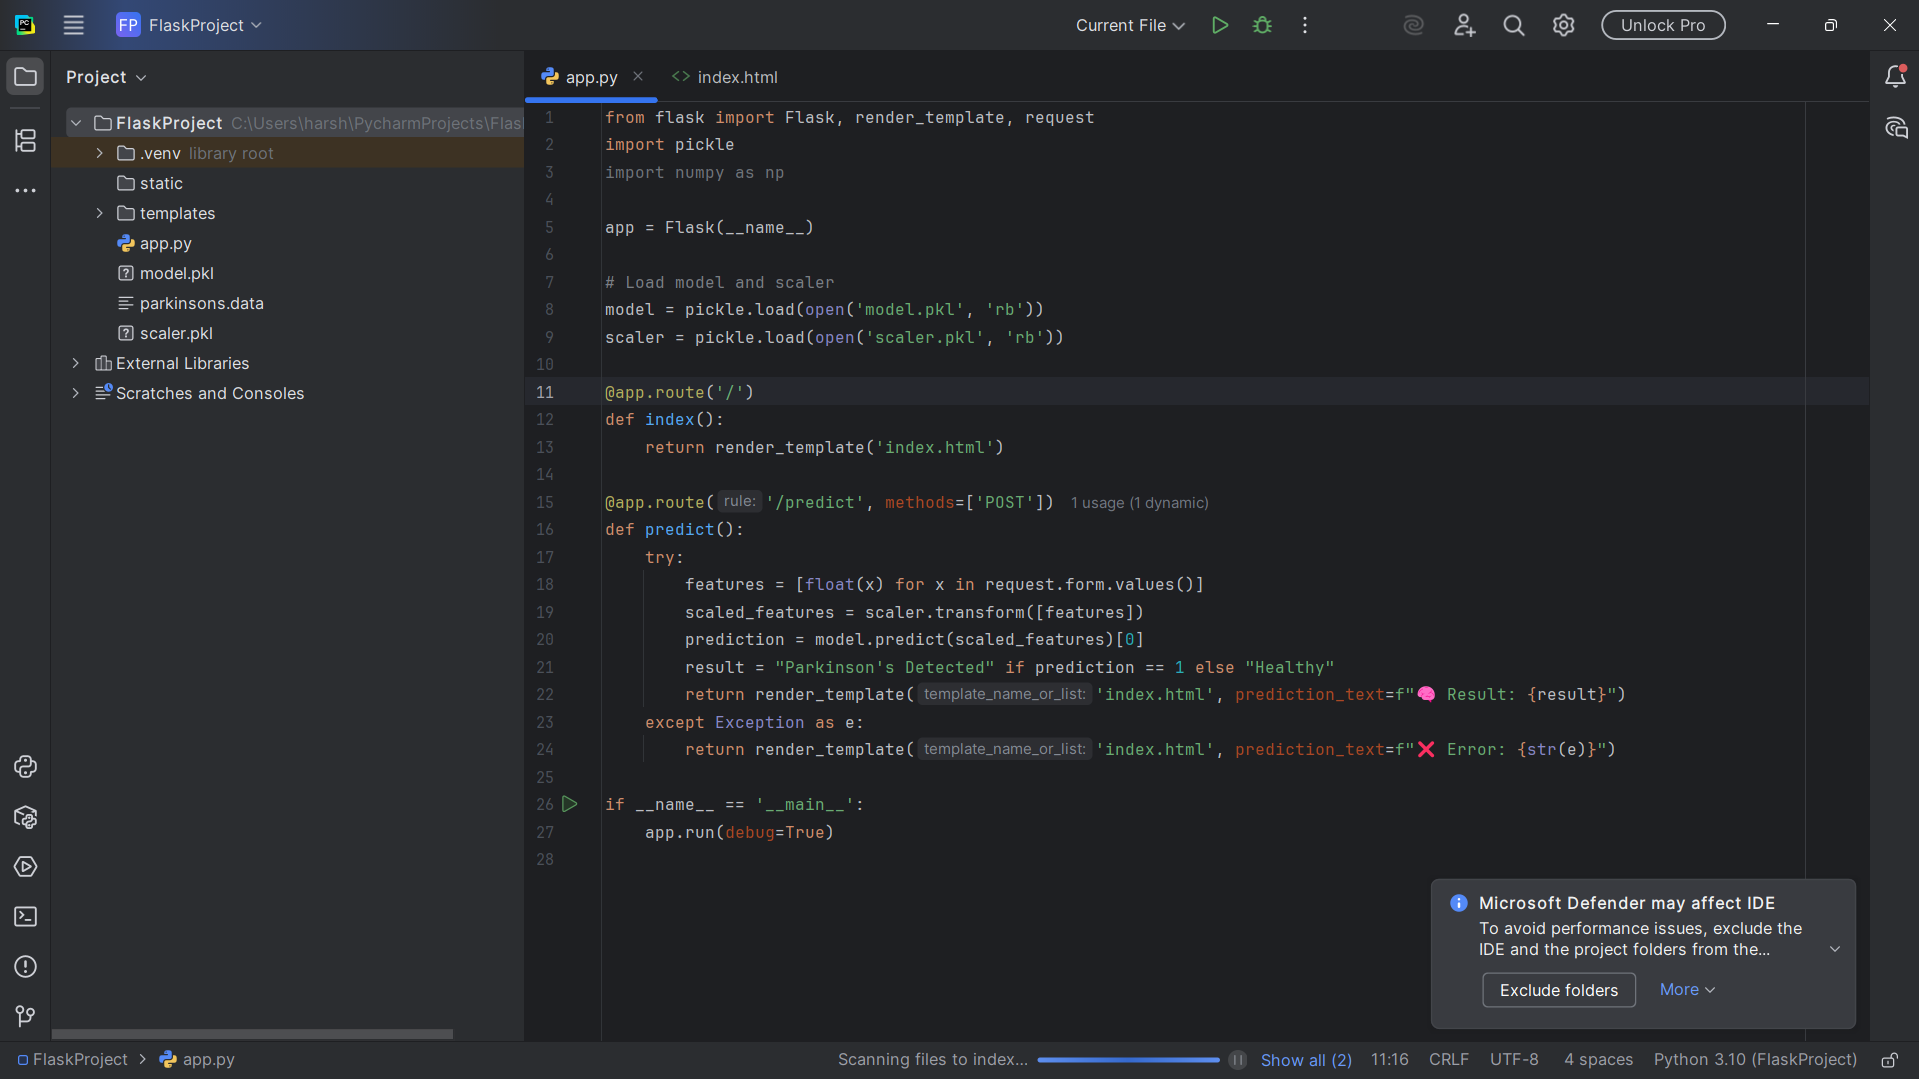 PC
FP FlaskProject
Current File
Unlock Pro
Project
app.py
index.html
FlaskProject C:\Users\harsh\PycharmProjects\Flas
.venv library root
static
templates
app.py
model.pkl
parkinsons.data
scaler.pkl
External Libraries
Scratches and Consoles
1 from flask import Flask, render_template, request
2 import pickle
3 import numpy as np
4
5 app = Flask(__name__)
6
7 # Load model and scaler
8 model = pickle.load(open('model.pkl', 'rb'))
9 scaler = pickle.load(open('scaler.pkl', 'rb'))
10
11 @app.route('/')
12 def index():
13     return render_template('index.html')
14
15 @app.route( rule: '/predict', methods=['POST']) 1 usage (1 dynamic)
16 def predict():
17     try:
18         features = [float(x) for x in request.form.values()]
19         scaled_features = scaler.transform([features])
20         prediction = model.predict(scaled_features)[0]
21         result = "Parkinson's Detected" if prediction == 1 else "Healthy"
22         return render_template( template_name_or_list: 'index.html', prediction_text=f"🧠 Result: {result}")
23     except Exception as e:
24         return render_template( template_name_or_list: 'index.html', prediction_text=f"❌ Error: {str(e)}")
25
26 if __name__ == '__main__':
27     app.run(debug=True)
28
Microsoft Defender may affect IDE
To avoid performance issues, exclude the
IDE and the project folders from the...
Exclude folders
More
FlaskProject > app.py
Scanning files to index...
Show all (2)
11:16
CRLF
UTF-8
4 spaces
Python 3.10 (FlaskProject)